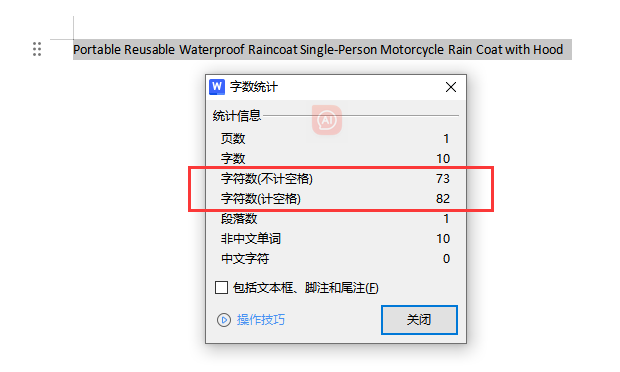 Portable Reusable Waterproof Raincoat Single-Person Motorcycle Rain Coat with Hood
W 字数统计
统计信息
AI
页数 1
字数 10
字符数(不计空格) 73
字符数(计空格) 82
段落数 1
非中文单词 10
中文字符 0
包括文本框、脚注和尾注(F)
操作技巧 关闭